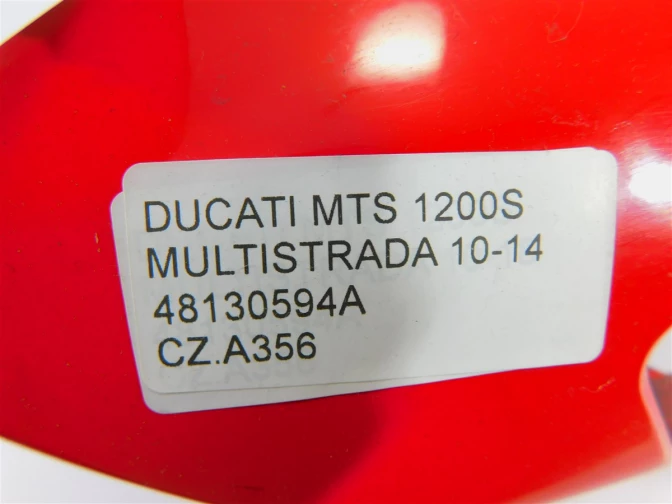 DUCATI MTS 1200S
MULTISTRADA 10-14
48130594A
CZ.A356